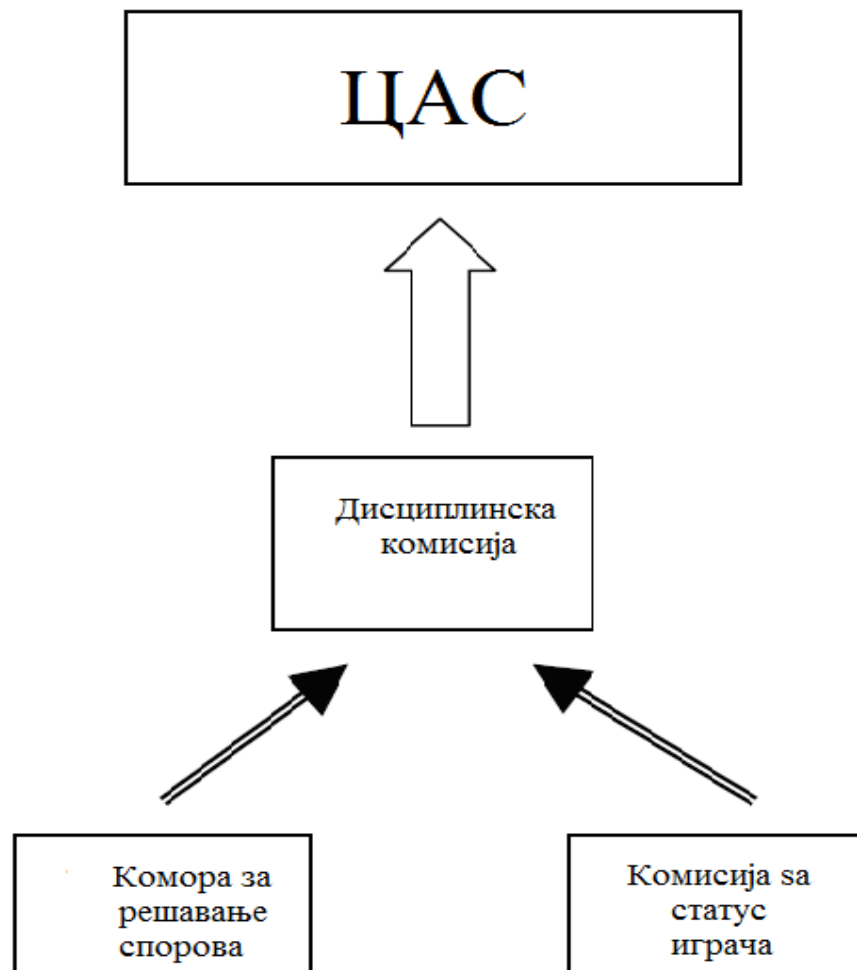 ЦАС
Дисциплинска
комисија
Комора за
решавање
спорова
Комисија sa
статус
играча